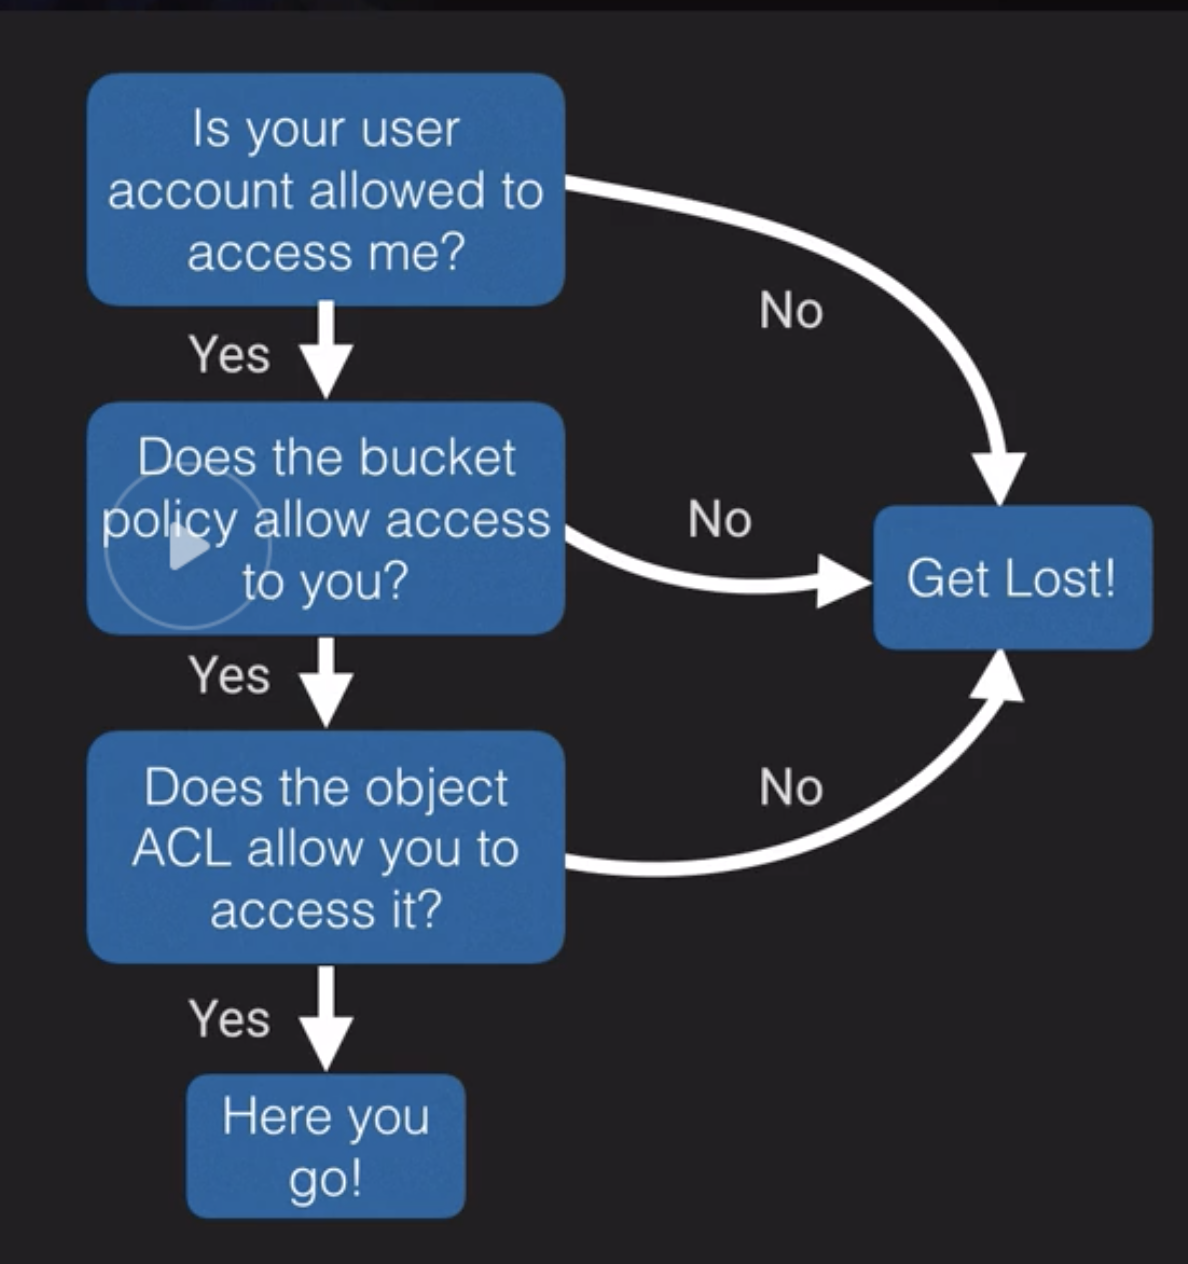 Is your user
account allowed to
access me?
No
Yes
Does the bucket
policy allow access
to you?
No
Get Lost!
Yes
Does the object
ACL allow you to
access it?
No
Yes
Here you
go!